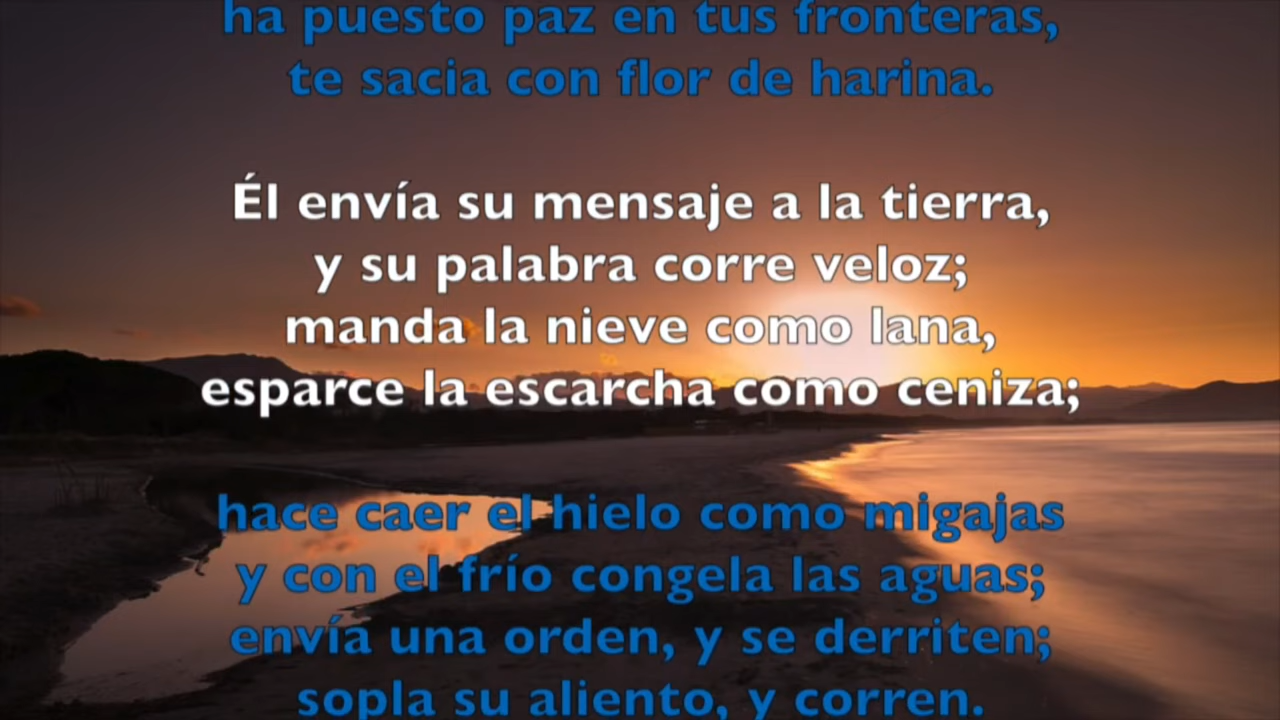 ha puesto paz en tus fronteras,
te sacia con flor de harina.
Él envía su mensaje a la tierra,
y su palabra corre veloz;
manda la nieve como lana,
esparce la escarcha como ceniza;
hace caer el hielo como migajas
y con el frío congela las aguas;
envía una orden, y se derriten;
sopla su aliento, y corren.